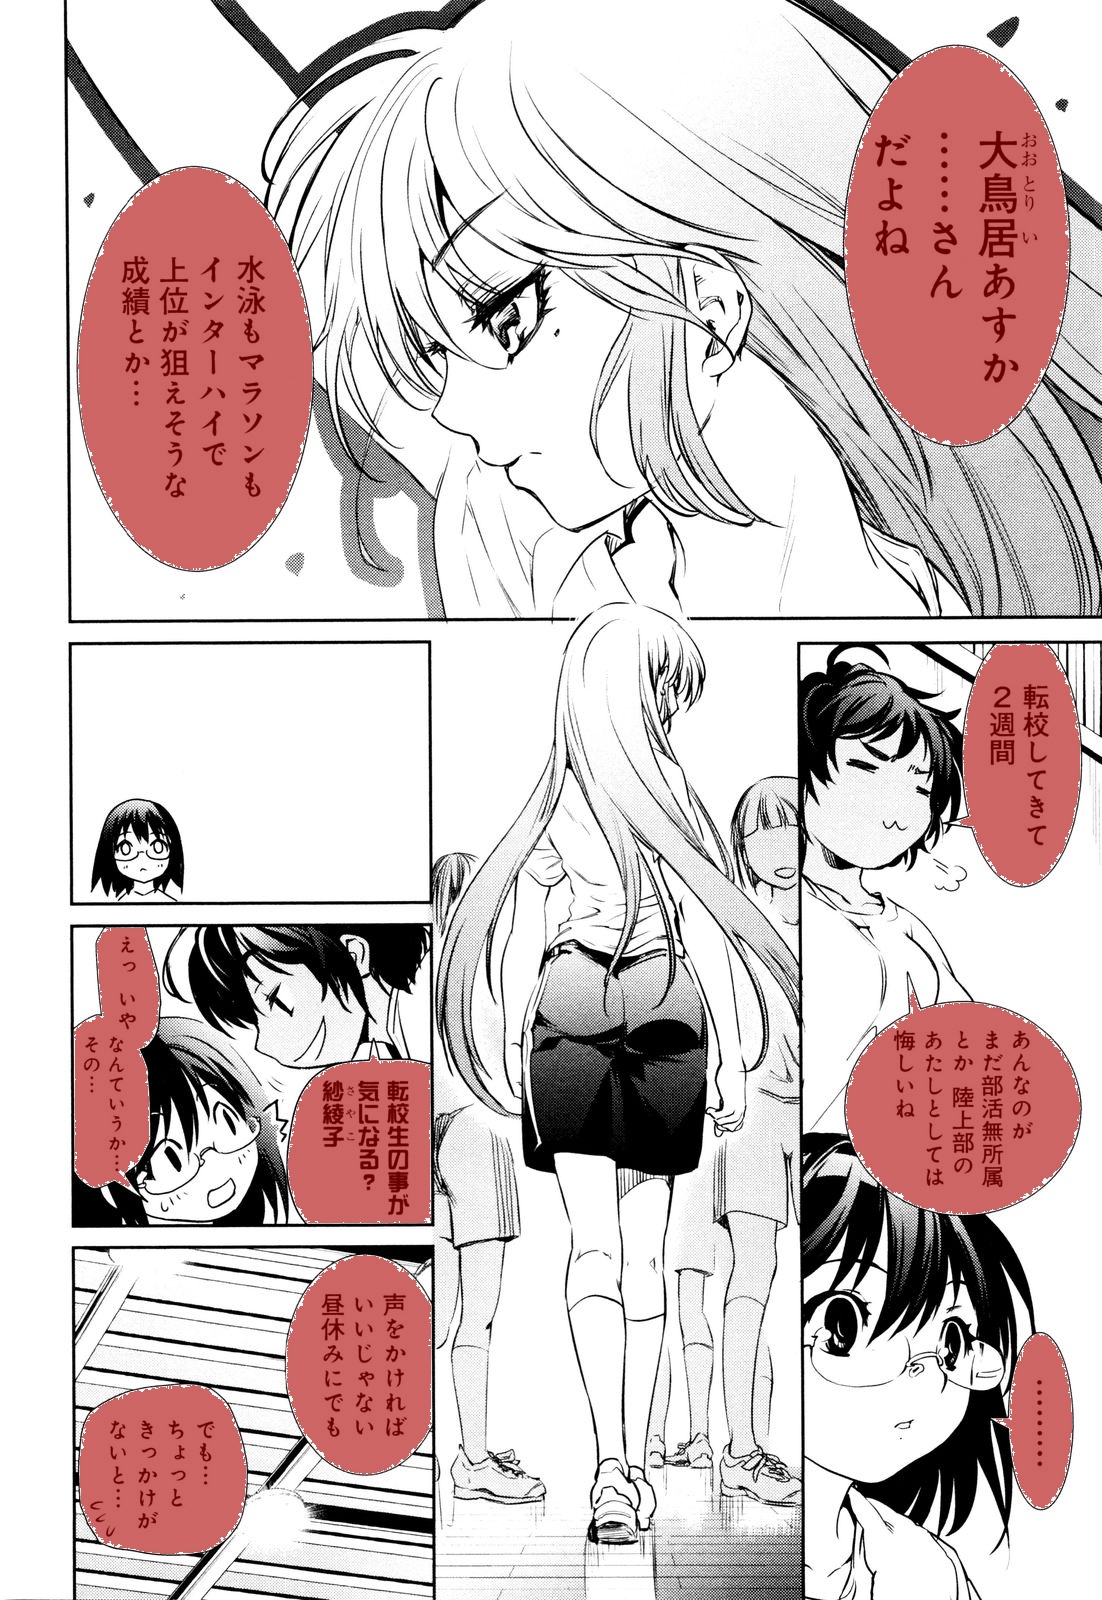 大鳥居あすか
おおとりい
……さん
だよね
水泳もマラソンも
インターハイで
上位が狙えそうな
成績とか…
転校してきて
2週間
あんなのが
まだ部活無所属
とか 陸上部の
あたしとしては
悔しいね
………
転校生の事が
気になる?
紗綾子
さやこ
えっ いや
なんていうか…
その…
声をかければ
いいじゃない
昼休みにでも
でも…
ちょっと
きっかけが
ないと…